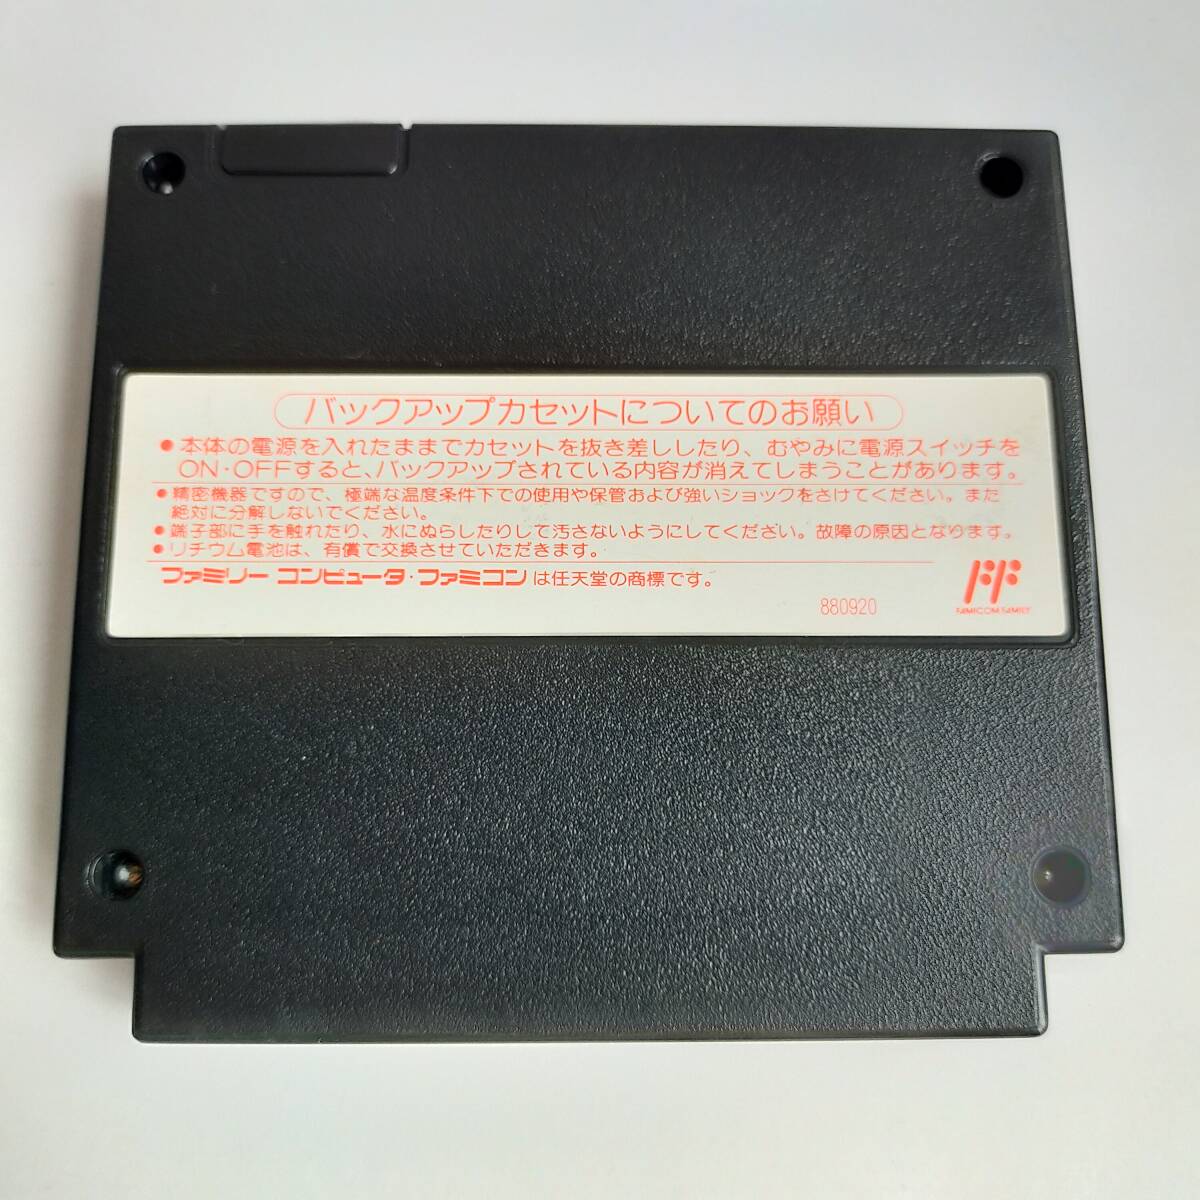 バックアップカセットについてのお願い
●本体の電源を入れたままでカセットを抜き差ししたり、むやみに電源スイッチを
ON・OFFすると、バックアップされている内容が消えてしまうことがあります。
●精密機器ですので、極端な温度条件下での使用や保管および強いショックをさけてください。また
絶対に分解しないでください。
●端子部に手を触れたり、水にぬらしたりして汚さないようにしてください。故障の原因となります。
●リチウム電池は、有償で交換させていただきます。
ファミリー コンピュータ・ファミコン は任天堂の商標です。
880920
FF
FAMICOM FAMILY